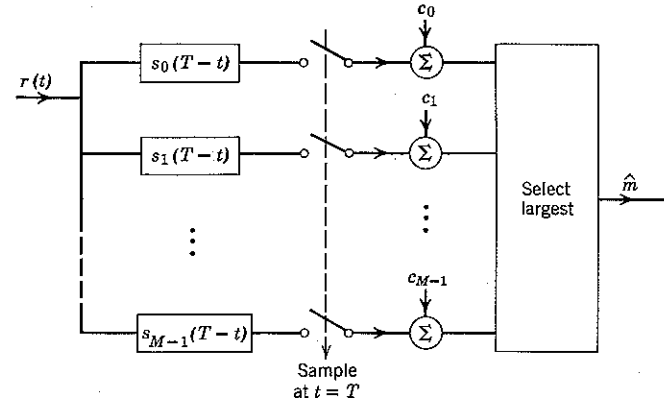 c₀
r(t)
s₀(T − t)
Σ
c₁
s₁(T − t)
Σ
Select
largest
m̂
⋮
⋮
c_{M−1}
s_{M−1}(T − t)
Σ
Sample
at t = T